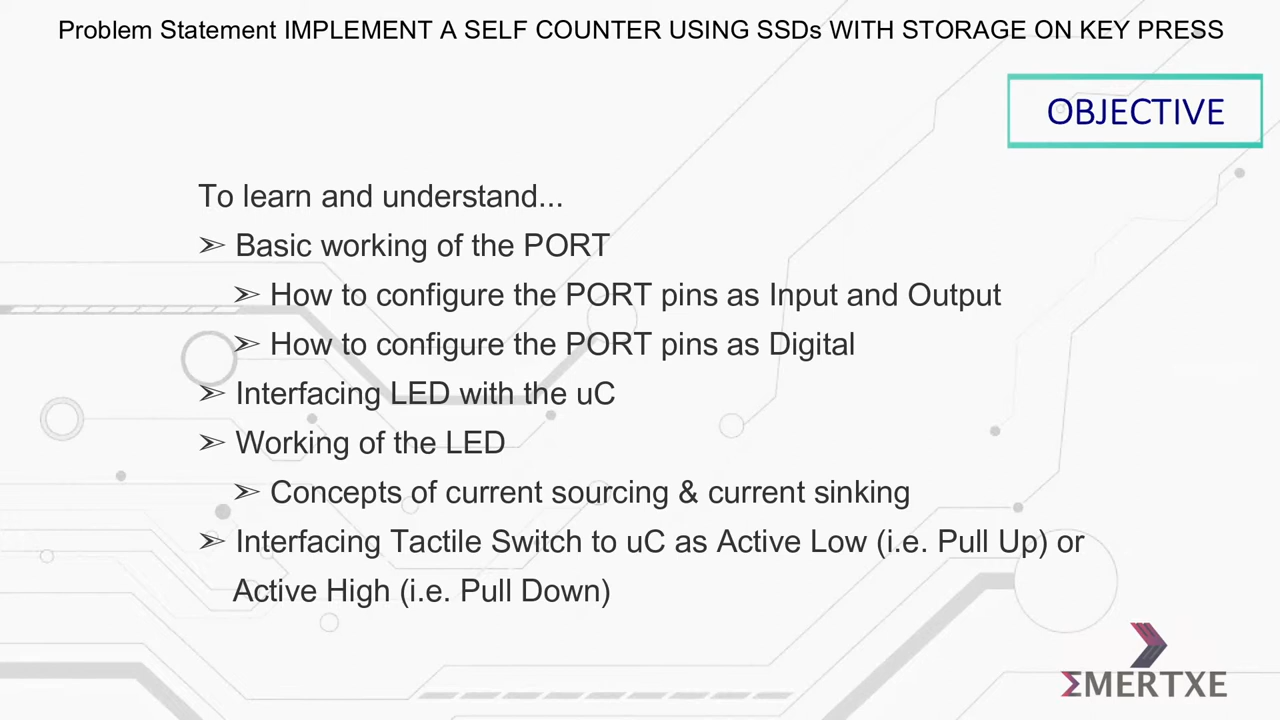 Problem Statement IMPLEMENT A SELF COUNTER USING SSDs WITH STORAGE ON KEY PRESS
OBJECTIVE
To learn and understand...
➢ Basic working of the PORT
➢ How to configure the PORT pins as Input and Output
➢ How to configure the PORT pins as Digital
➢ Interfacing LED with the uC
➢ Working of the LED
➢ Concepts of current sourcing & current sinking
➢ Interfacing Tactile Switch to uC as Active Low (i.e. Pull Up) or
Active High (i.e. Pull Down)
EMERTXE